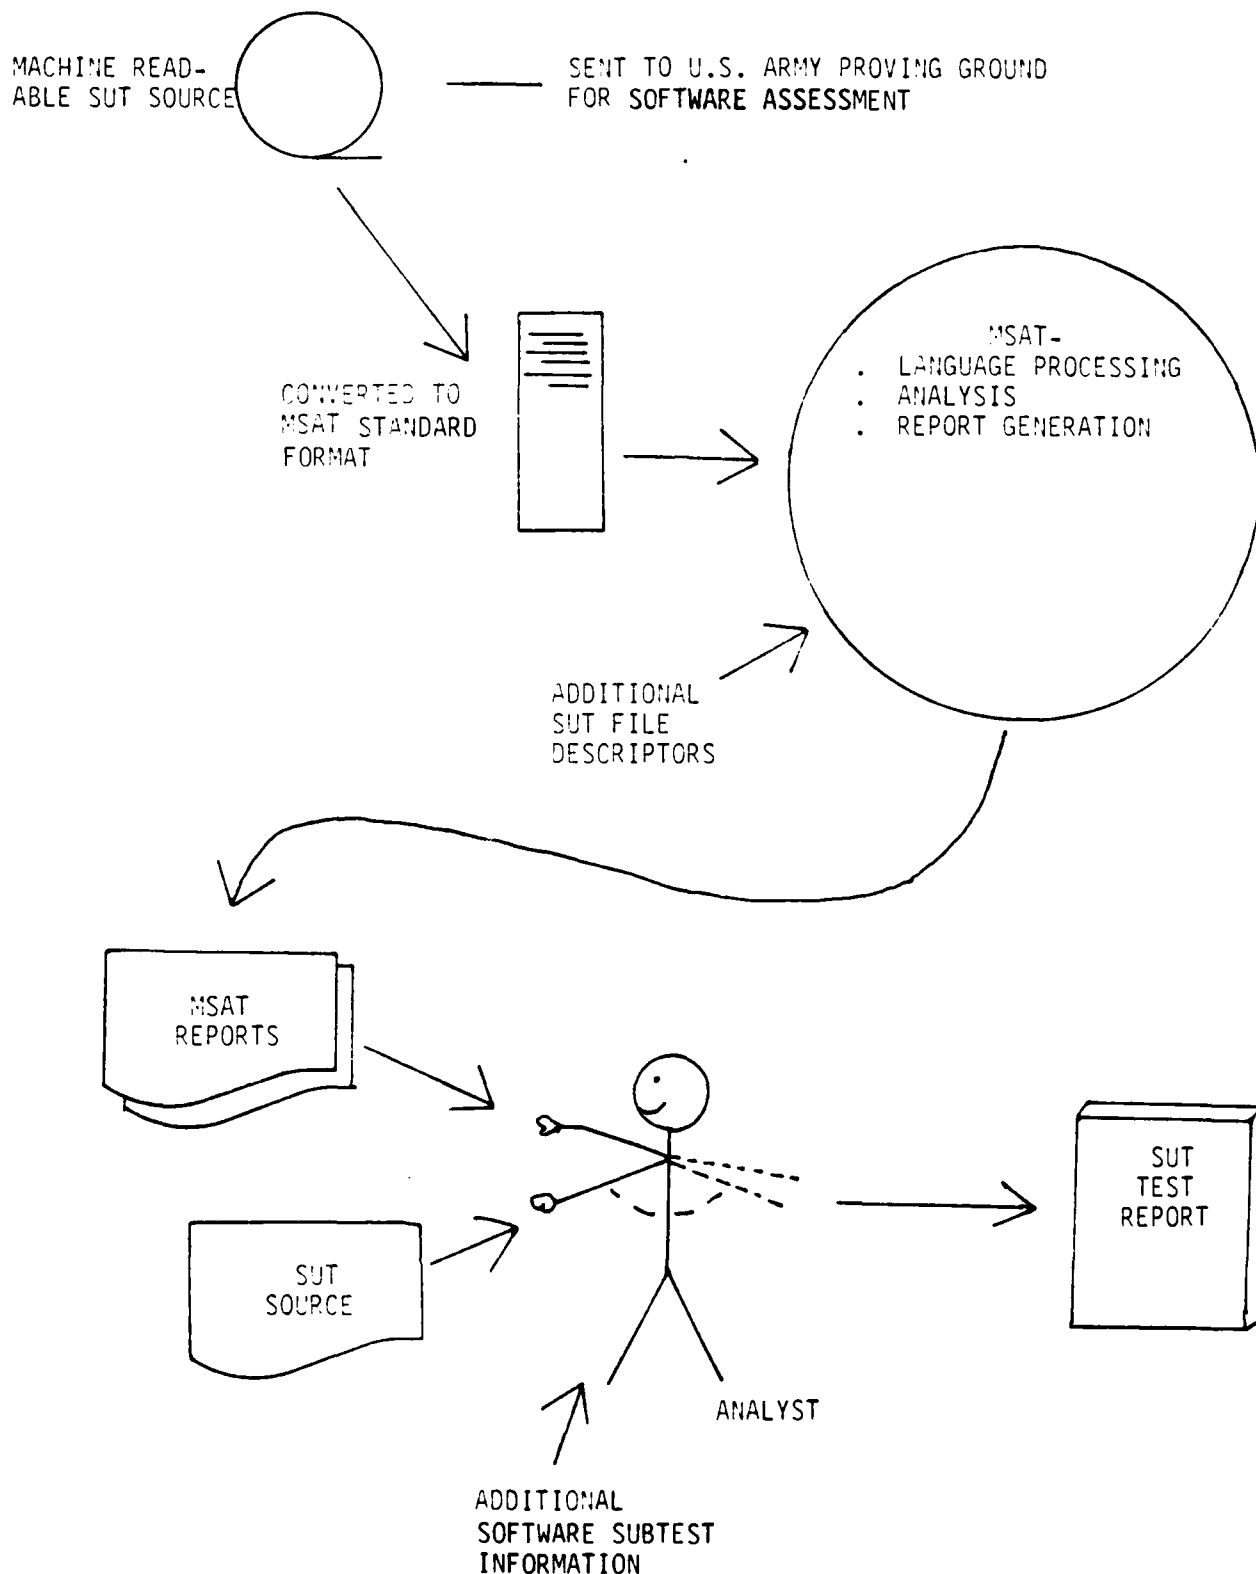 MACHINE READ-
ABLE SUT SOURCE
SENT TO U.S. ARMY PROVING GROUND
FOR SOFTWARE ASSESSMENT
CONVERTED TO
MSAT STANDARD
FORMAT
MSAT-
. LANGUAGE PROCESSING
. ANALYSIS
. REPORT GENERATION
ADDITIONAL
SUT FILE
DESCRIPTORS
MSAT
REPORTS
SUT
SOURCE
ANALYST
SUT
TEST
REPORT
ADDITIONAL
SOFTWARE SUBTEST
INFORMATION